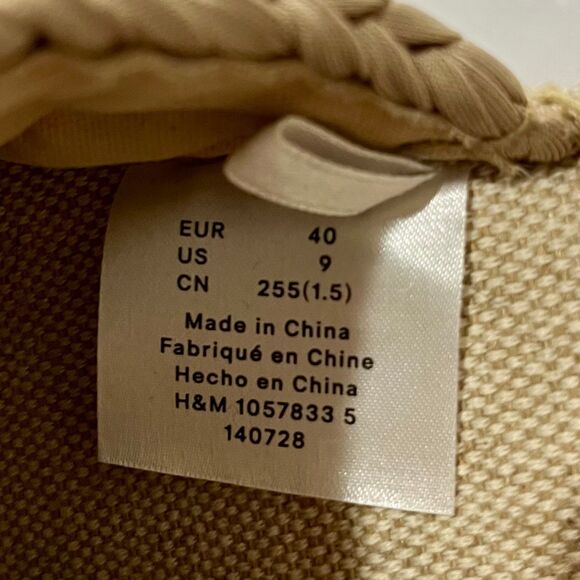 EUR 40
US 9
CN 255(1.5)
Made in China
Fabriqué en Chine
Hecho en China
H&M 1057833 5
140728